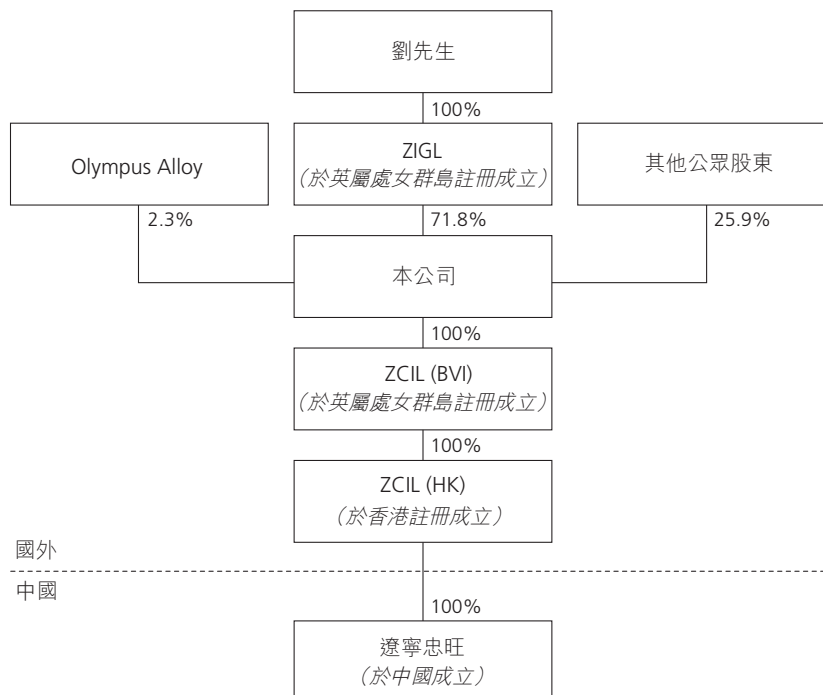 劉先生
100%
Olympus Alloy
ZIGL
（於英屬處女群島註冊成立）
其他公眾股東
2.3%
71.8%
25.9%
本公司
100%
ZCIL (BVI)
（於英屬處女群島註冊成立）
100%
ZCIL (HK)
（於香港註冊成立）
國外
中國
100%
遼寧忠旺
（於中國成立）